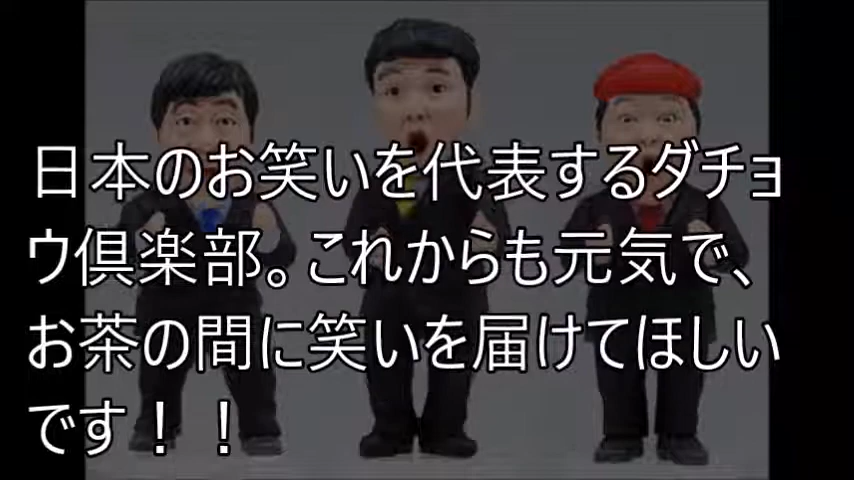 日本のお笑いを代表するダチョ
ウ倶楽部。これからも元気で、
お茶の間に笑いを届けてほしい
です！！